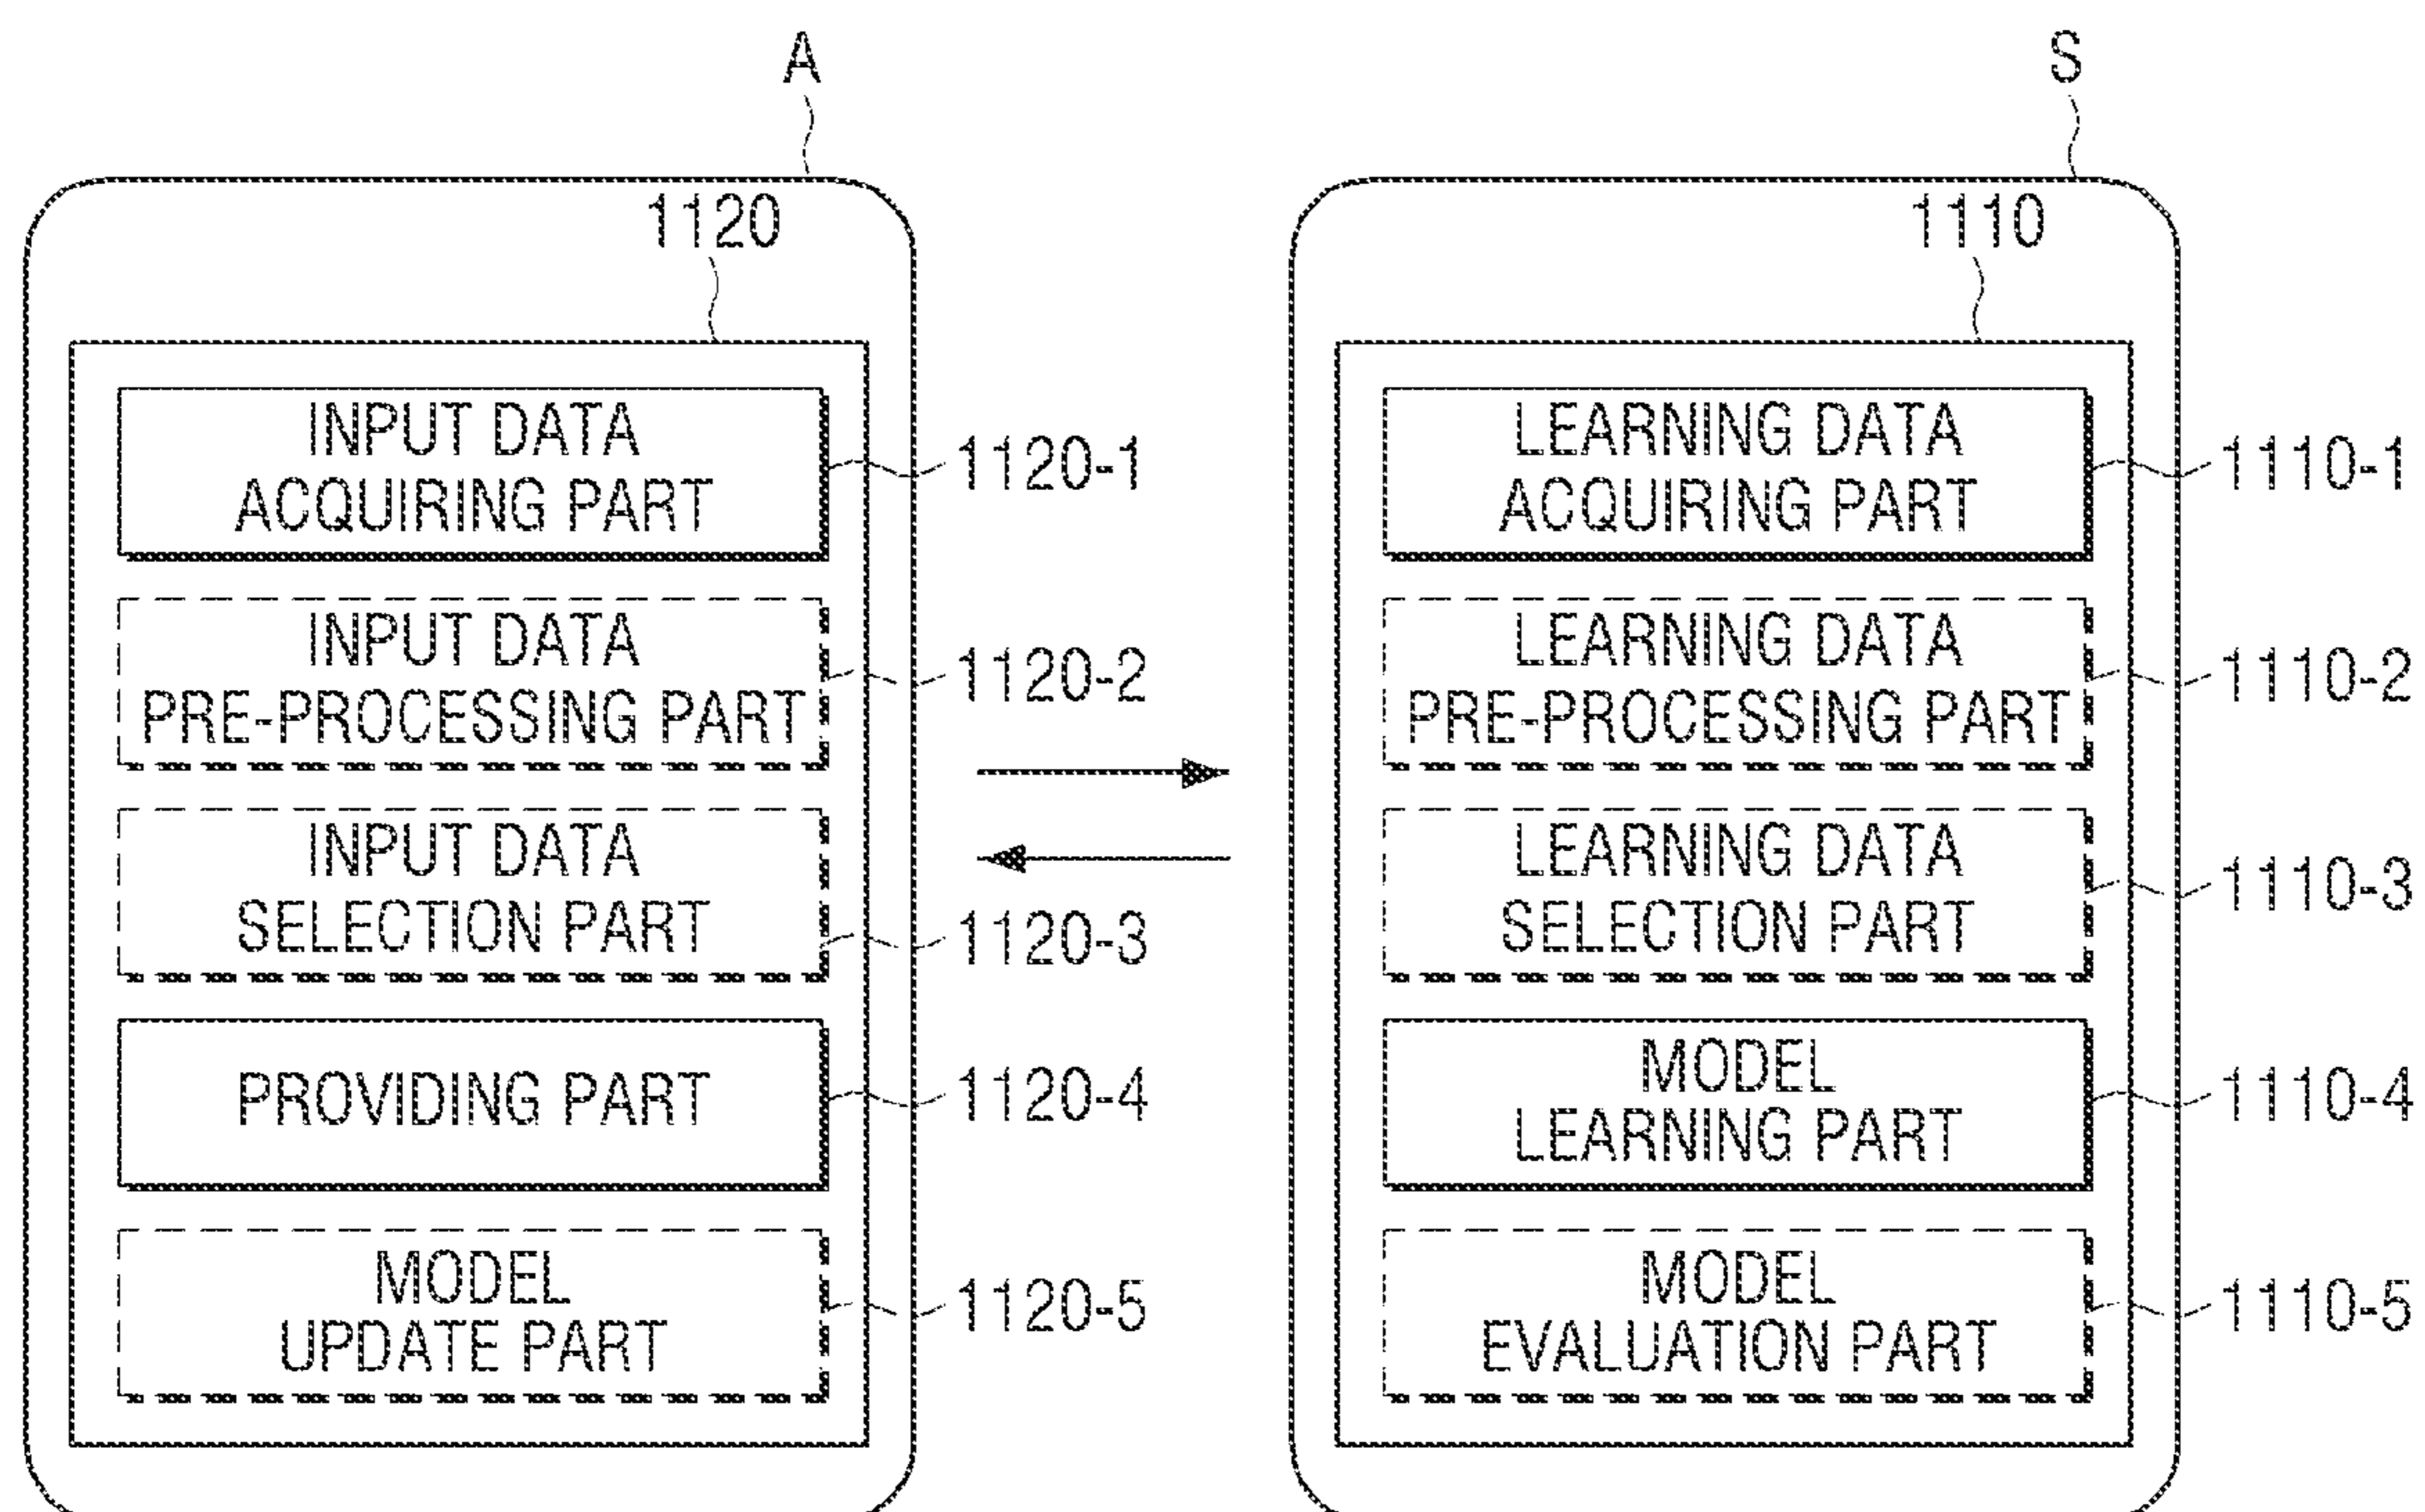 A
1120
INPUT DATA
ACQUIRING PART
1120-1
INPUT DATA
PRE-PROCESSING PART
1120-2
INPUT DATA
SELECTION PART
1120-3
PROVIDING PART
1120-4
MODEL
UPDATE PART
1120-5
S
1110
LEARNING DATA
ACQUIRING PART
1110-1
LEARNING DATA
PRE-PROCESSING PART
1110-2
LEARNING DATA
SELECTION PART
1110-3
MODEL
LEARNING PART
1110-4
MODEL
EVALUATION PART
1110-5